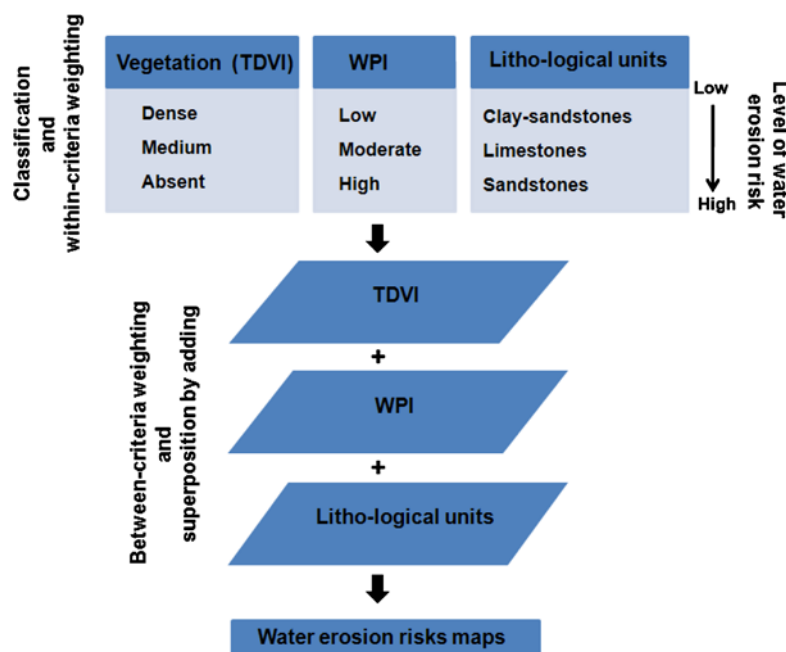 Classification
and
within-criteria weighting
Vegetation (TDVI)
Dense
Medium
Absent
WPI
Low
Moderate
High
Litho-logical units
Clay-sandstones
Limestones
Sandstones
Low
High
Level of water
erosion risk
Between-criteria weighting
and
superposition by adding
TDVI
+
WPI
+
Litho-logical units
Water erosion risks maps